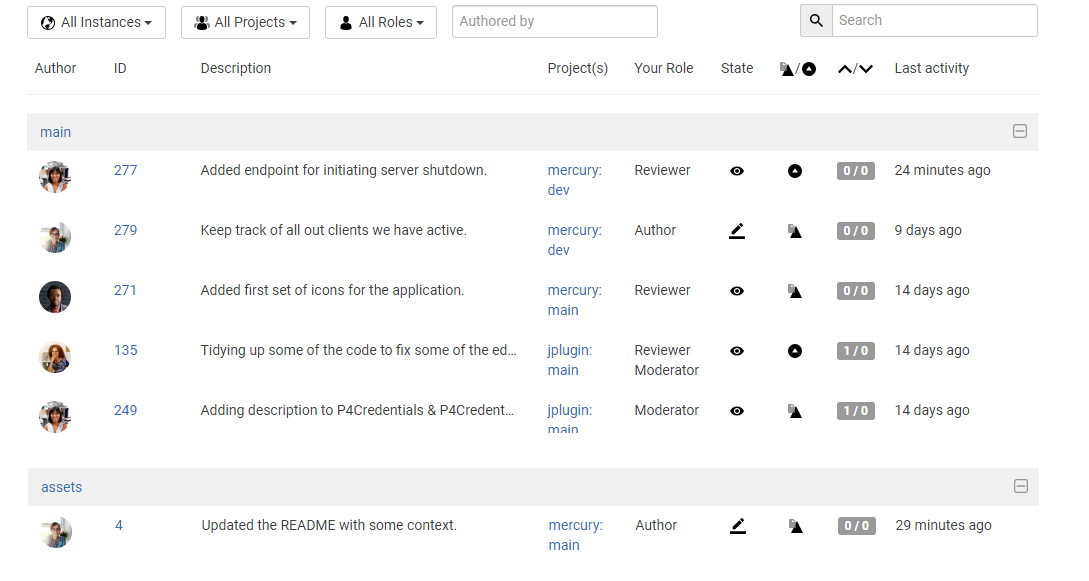 All Instances All Projects All Roles Authored by Search
Author ID Description Project(s) Your Role State / / Last activity
main
277 Added endpoint for initiating server shutdown. mercury: Reviewer 0 / 0 24 minutes ago
dev
279 Keep track of all out clients we have active. mercury: Author 0 / 0 9 days ago
dev
271 Added first set of icons for the application. mercury: Reviewer 0 / 0 14 days ago
main
135 Tidying up some of the code to fix some of the ed... jplugin: Reviewer 1 / 0 14 days ago
main Moderator
249 Adding description to P4Credentials & P4Credent... jplugin: Moderator 1 / 0 14 days ago
main
assets
4 Updated the README with some context. mercury: Author 0 / 0 29 minutes ago
main